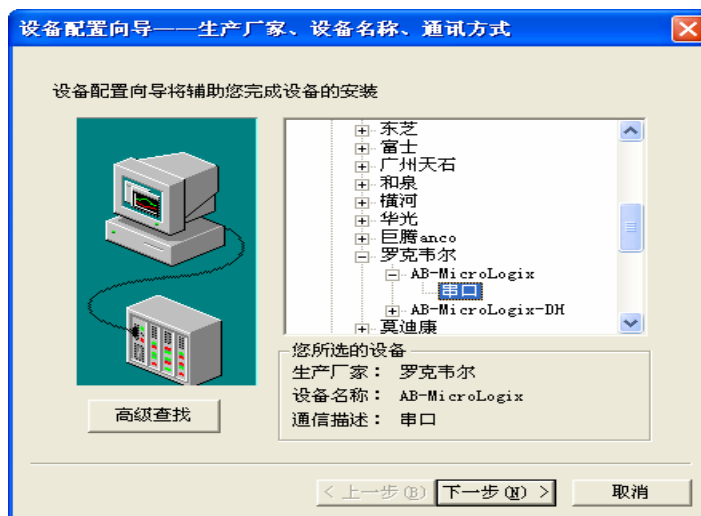 设备配置向导——生产厂家、设备名称、通讯方式
设备配置向导将辅助您完成设备的安装
东芝
富士
广州天石
和泉
横河
华光
巨腾anco
罗克韦尔
AB-MicroLogix
串口
AB-MicroLogix-DH
莫迪康
您所选的设备
生产厂家： 罗克韦尔
设备名称： AB-MicroLogix
通信描述： 串口
高级查找
< 上一步(B) 下一步(N) > 取消